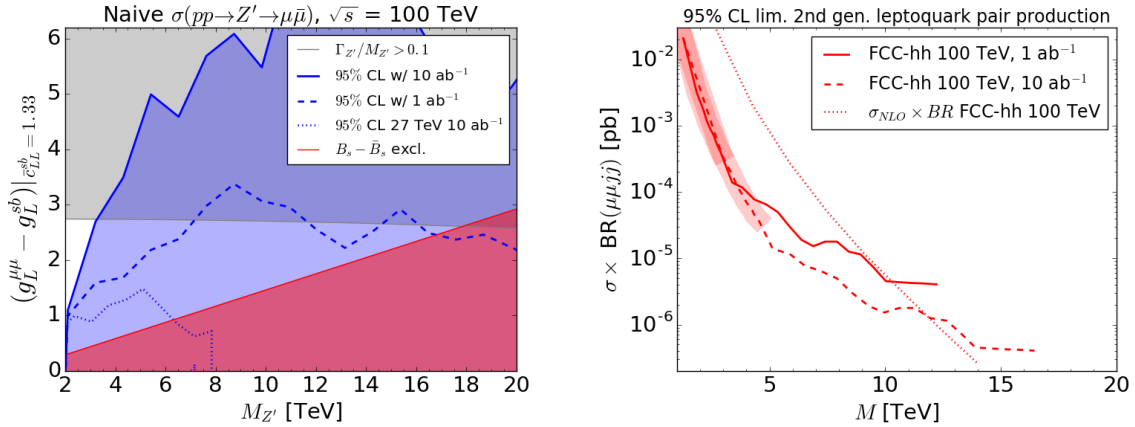 Naive σ(pp→Z′→μμ̄), √s = 100 TeV
6
5
4
3
2
1
0
(g_L^{μμ} − g_L^{sb})|_{c̄_{LL}^{sb}=1.33}
Γ_{Z′}/M_{Z′} > 0.1
95% CL w/ 10 ab⁻¹
95% CL w/ 1 ab⁻¹
95% CL 27 TeV 10 ab⁻¹
B_s − B̄_s excl.
2 4 6 8 10 12 14 16 18 20
M_{Z′} [TeV]
95% CL lim. 2nd gen. leptoquark pair production
10⁻²
10⁻³
10⁻⁴
10⁻⁵
10⁻⁶
σ × BR(μμjj) [pb]
FCC-hh 100 TeV, 1 ab⁻¹
FCC-hh 100 TeV, 10 ab⁻¹
σ_{NLO} × BR FCC-hh 100 TeV
5 10 15 20
M [TeV]